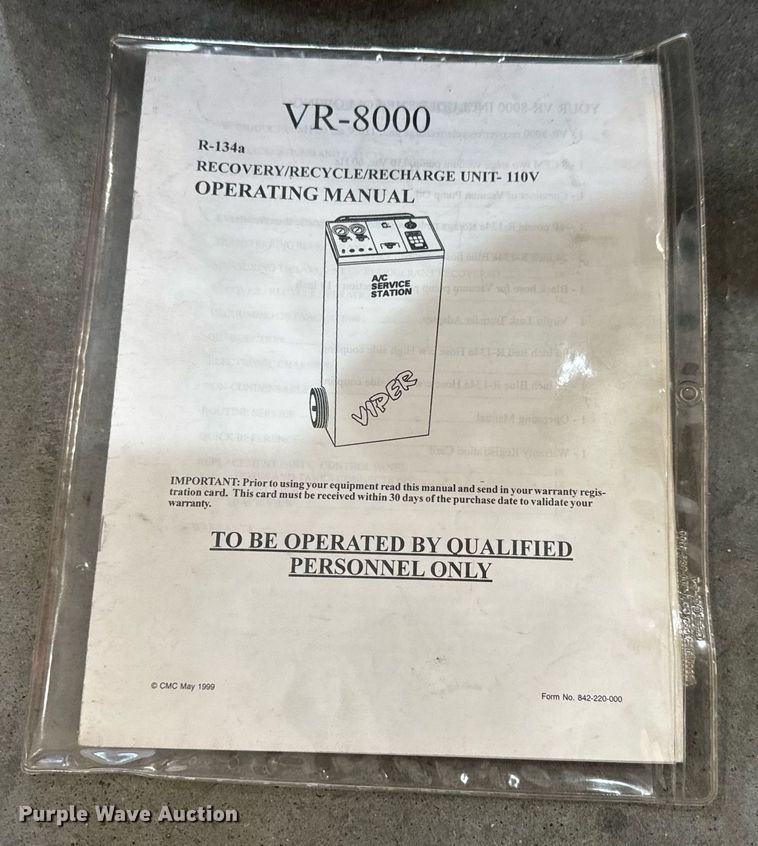 VR-8000
R-134a
RECOVERY/RECYCLE/RECHARGE UNIT- 110V
OPERATING MANUAL
A/C
SERVICE
STATION
VIPER
IMPORTANT: Prior to using your equipment read this manual and send in your warranty regis-
tration card. This card must be received within 30 days of the purchase date to validate your
warranty.
TO BE OPERATED BY QUALIFIED
PERSONNEL ONLY
© CMC May 1999
Form No. 842-220-000
Purple Wave Auction